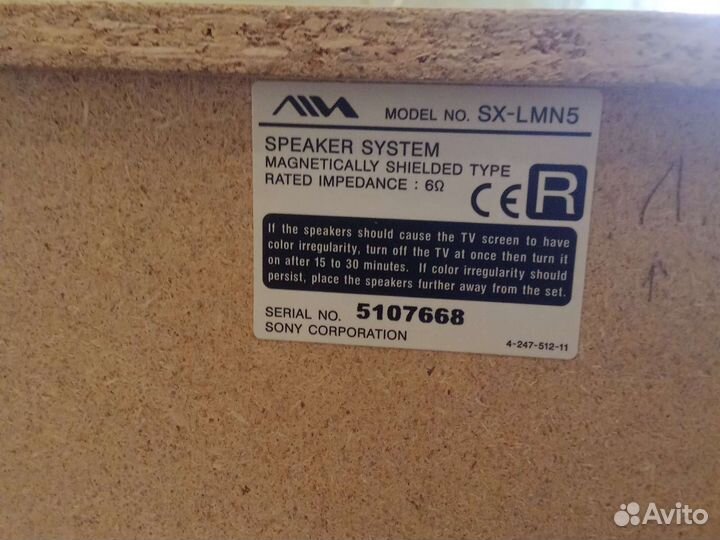 AIWA MODEL NO. SX-LMN5
SPEAKER SYSTEM
MAGNETICALLY SHIELDED TYPE
RATED IMPEDANCE : 6Ω
CE R
If the speakers should cause the TV screen to have
color irregularity, turn off the TV at once then turn it
on after 15 to 30 minutes. If color irregularity should
persist, place the speakers further away from the set.
SERIAL NO. 5107668
SONY CORPORATION
4-247-512-11
Avito